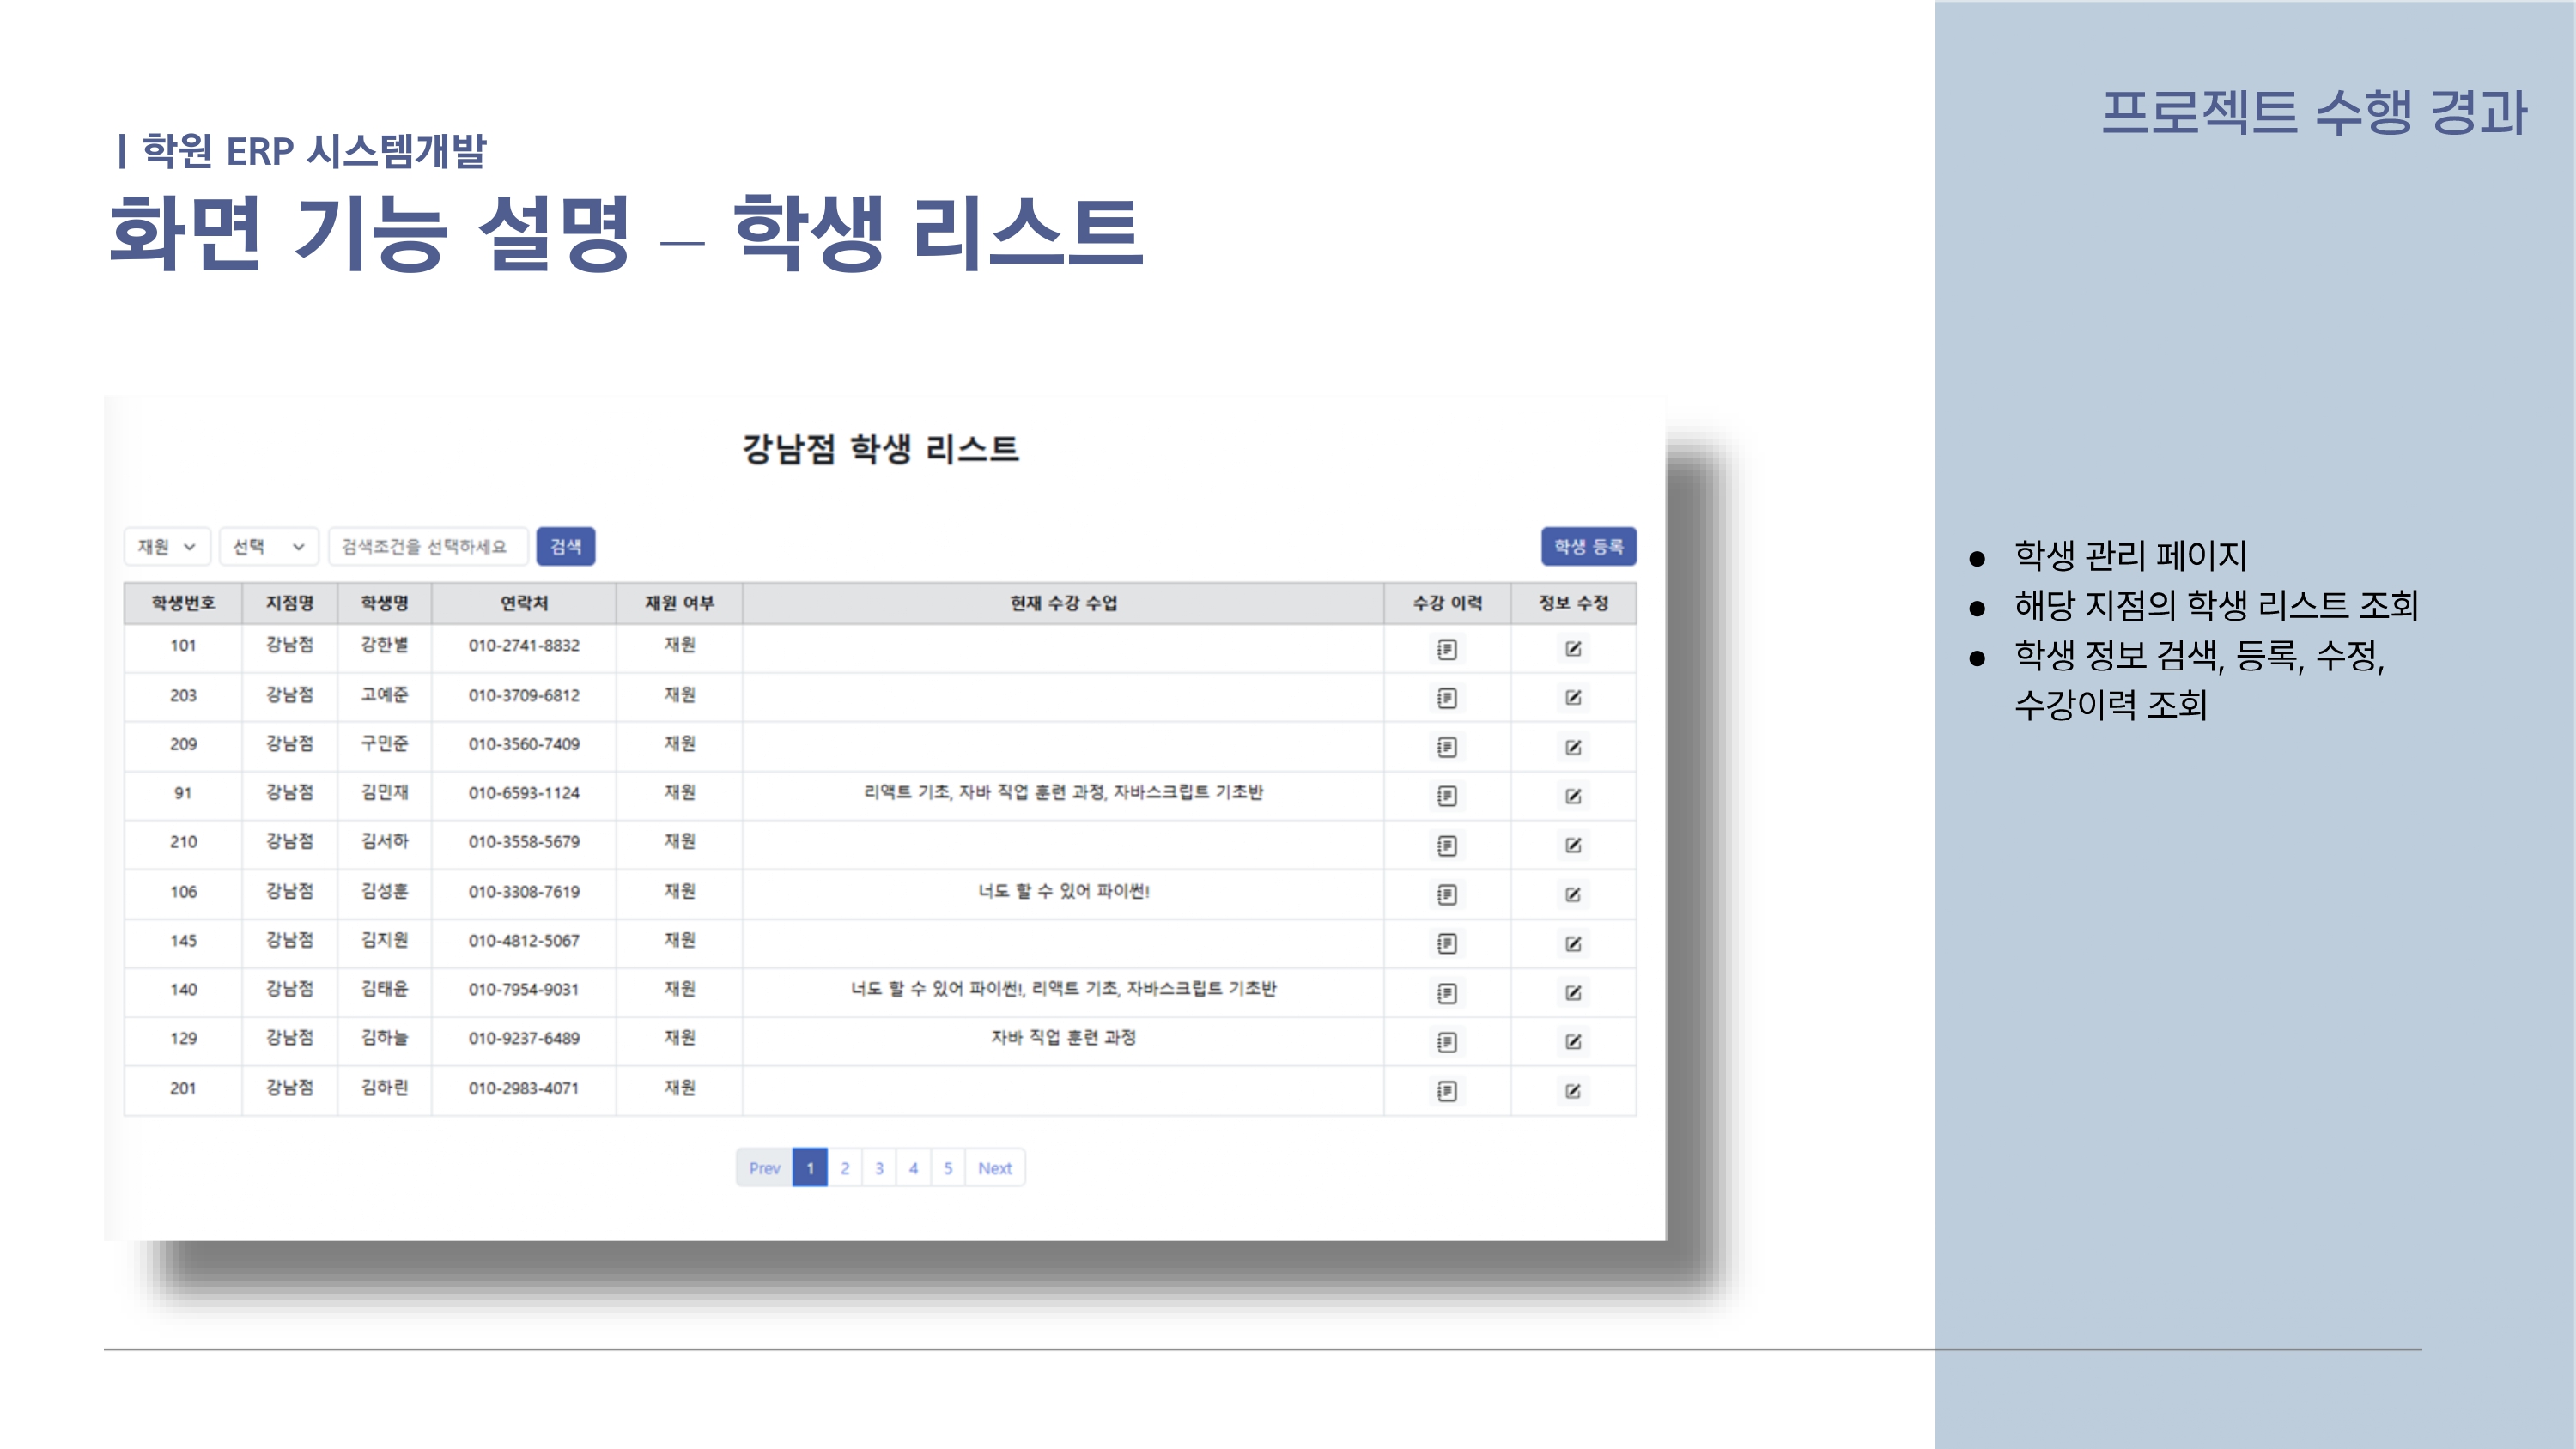 프로젝트 수행 경과
| 학원 ERP 시스템개발
화면 기능 설명 – 학생 리스트
강남점 학생 리스트
재원 선택 검색조건을 선택하세요 검색 학생 등록
학생번호 지점명 학생명 연락처 재원 여부 현재 수강 수업 수강 이력 정보 수정
101 강남점 강한별 010-2741-8832 재원
203 강남점 고예준 010-3709-6812 재원
209 강남점 구민준 010-3560-7409 재원
91 강남점 김민재 010-6593-1124 재원 리액트 기초, 자바 직업 훈련 과정, 자바스크립트 기초반
210 강남점 김서하 010-3558-5679 재원
106 강남점 김성훈 010-3308-7619 재원 너도 할 수 있어 파이썬!
145 강남점 김지원 010-4812-5067 재원
140 강남점 김태윤 010-7954-9031 재원 너도 할 수 있어 파이썬!, 리액트 기초, 자바스크립트 기초반
129 강남점 김하늘 010-9237-6489 재원 자바 직업 훈련 과정
201 강남점 김하린 010-2983-4071 재원
Prev 1 2 3 4 5 Next
● 학생 관리 페이지
● 해당 지점의 학생 리스트 조회
● 학생 정보 검색, 등록, 수정,
수강이력 조회